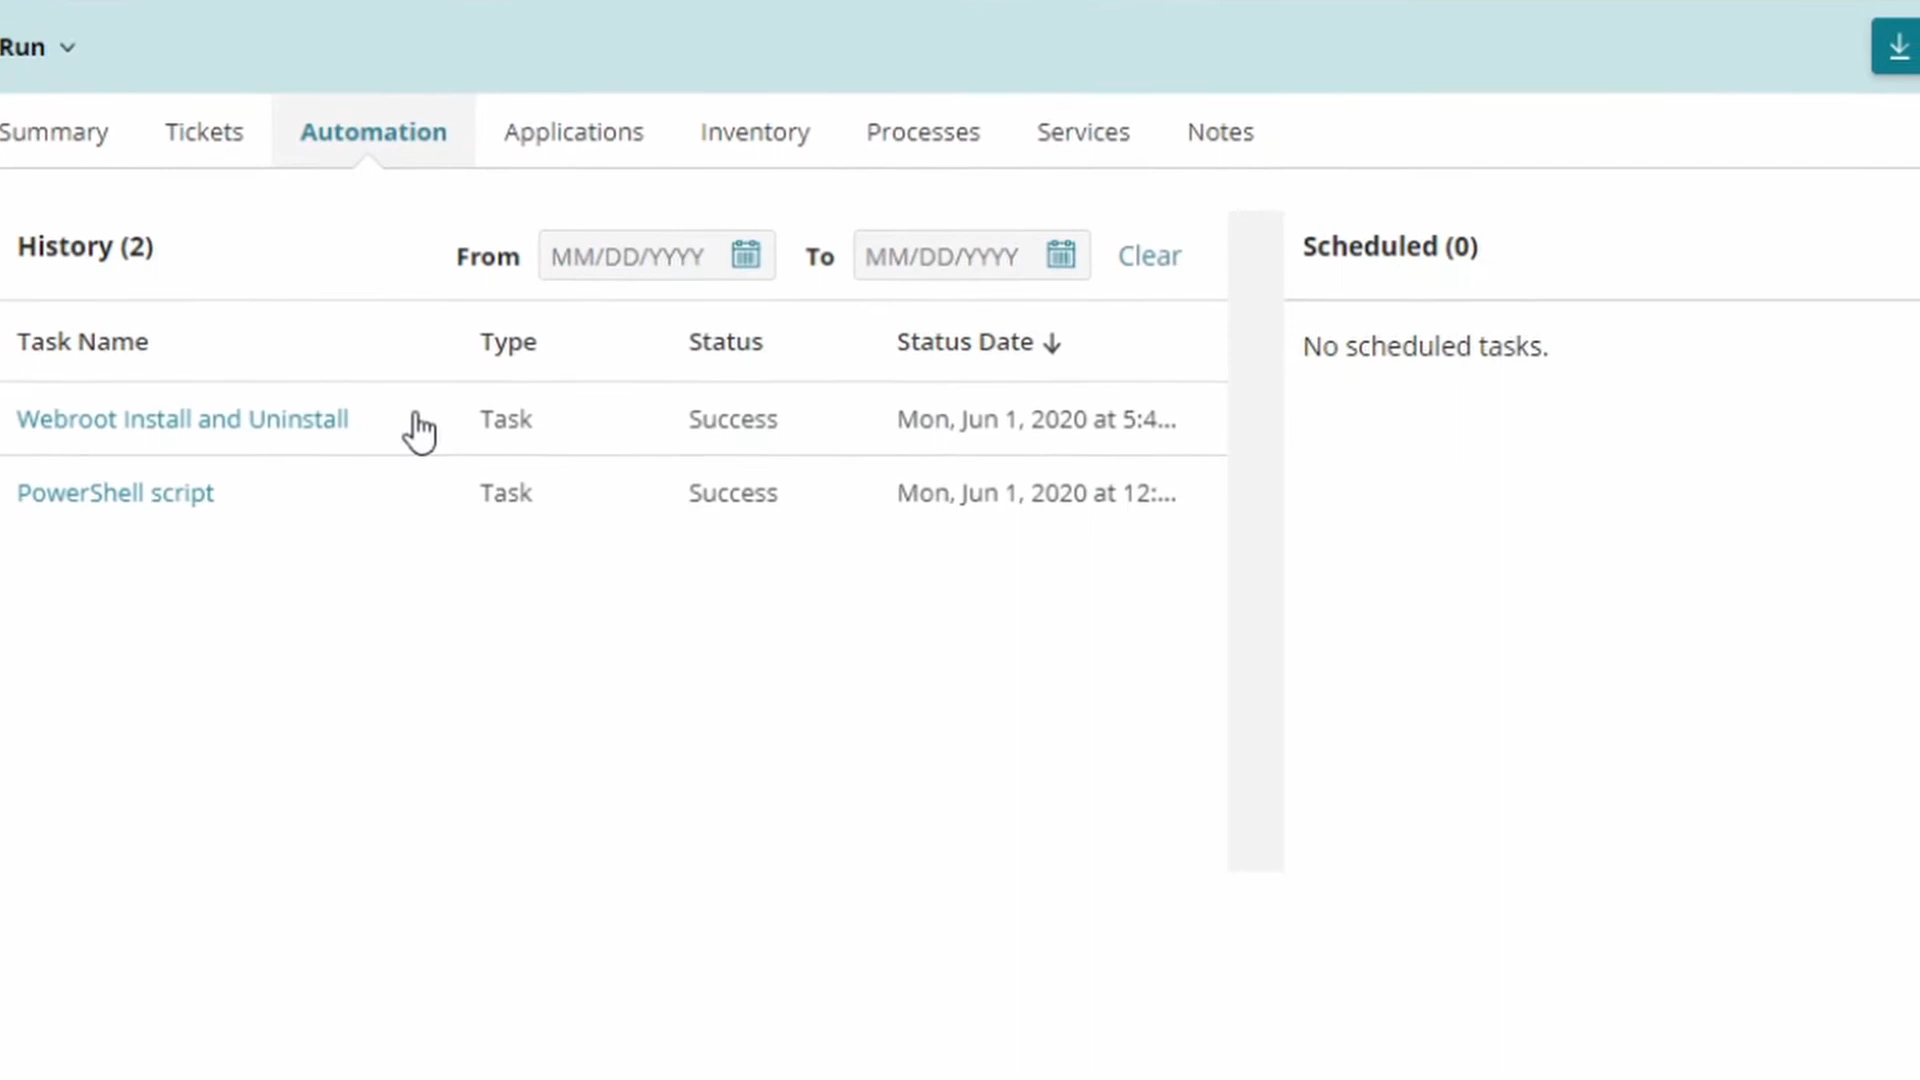 Run
Summary Tickets Automation Applications Inventory Processes Services Notes
History (2) From MM/DD/YYYY To MM/DD/YYYY Clear Scheduled (0)
Task Name Type Status Status Date
No scheduled tasks.
Webroot Install and Uninstall Task Success Mon, Jun 1, 2020 at 5:4...
PowerShell script Task Success Mon, Jun 1, 2020 at 12:...